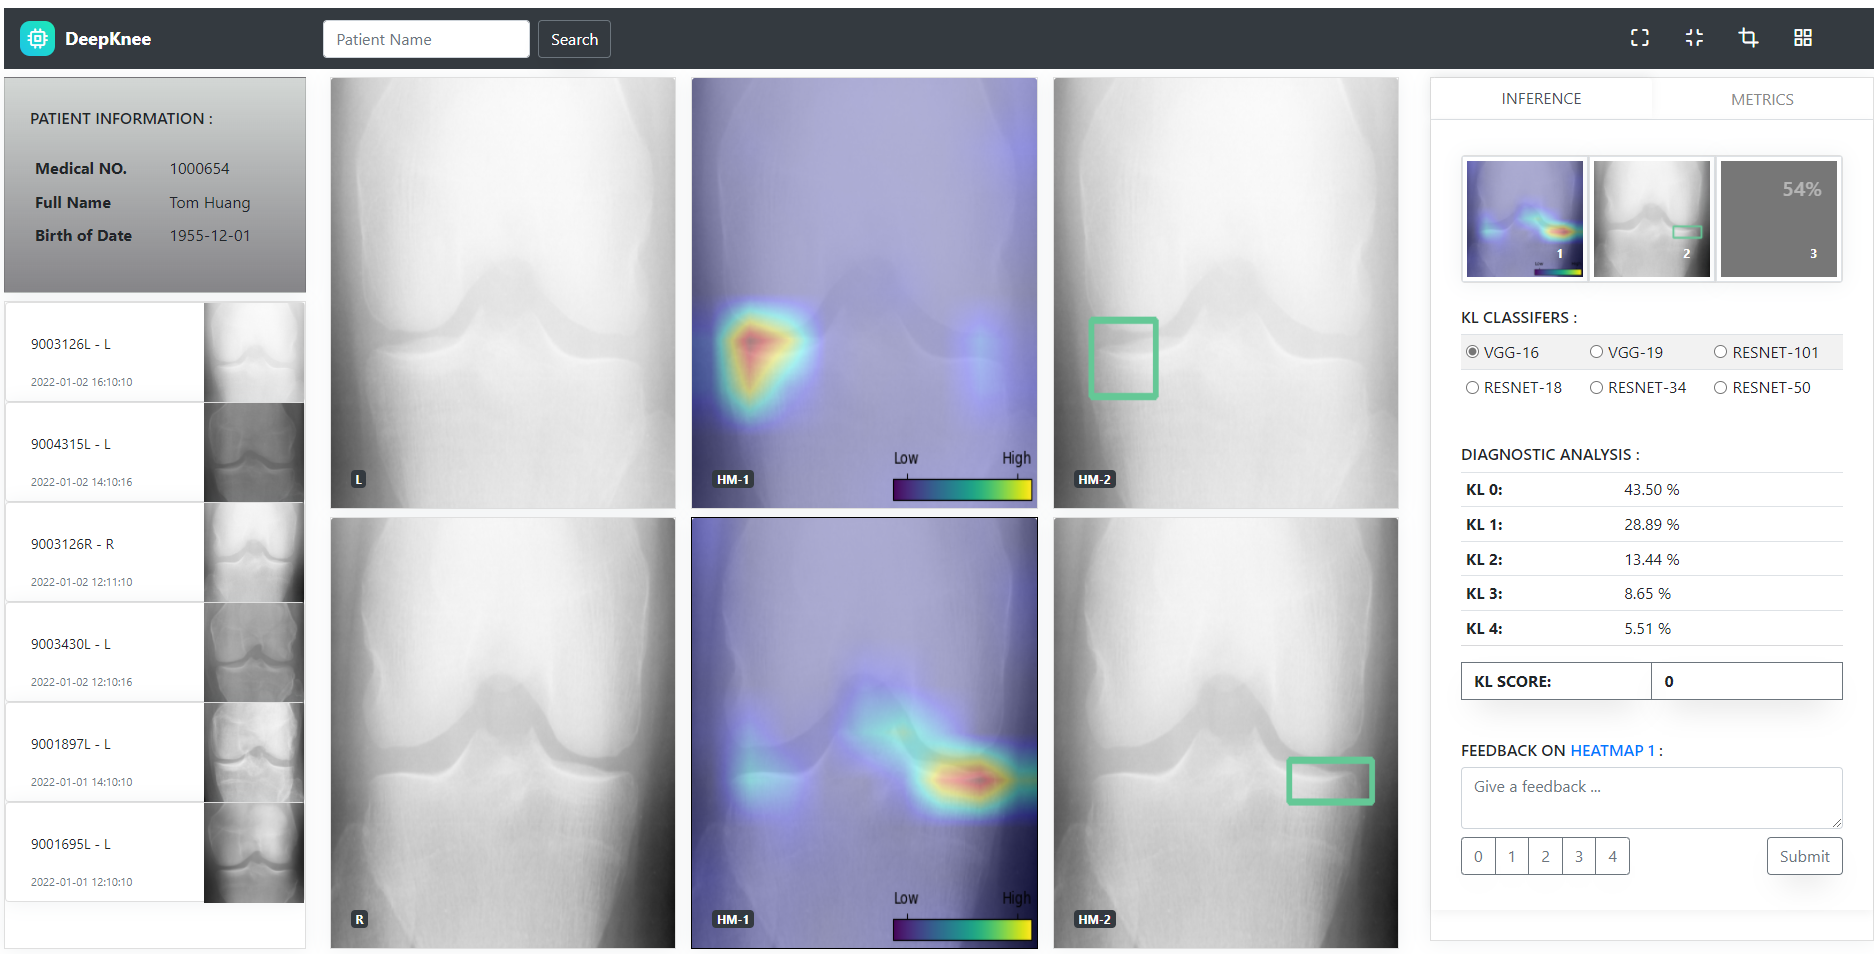 DeepKnee
Patient Name
Search
PATIENT INFORMATION :
Medical NO. 1000654
Full Name Tom Huang
Birth of Date 1955-12-01
9003126L - L
2022-01-02 16:10:10
9004315L - L
2022-01-02 14:10:16
9003126R - R
2022-01-02 12:11:10
9003430L - L
2022-01-02 12:10:16
9001897L - L
2022-01-01 14:10:10
9001695L - L
2022-01-01 12:10:10
L
Low High
HM-1
HM-2
R
Low High
HM-1
HM-2
INFERENCE METRICS
1
Low High
2
54%
3
KL CLASSIFERS :
VGG-16 VGG-19 RESNET-101
RESNET-18 RESNET-34 RESNET-50
DIAGNOSTIC ANALYSIS :
KL 0: 43.50 %
KL 1: 28.89 %
KL 2: 13.44 %
KL 3: 8.65 %
KL 4: 5.51 %
KL SCORE: 0
FEEDBACK ON HEATMAP 1 :
Give a feedback ...
0 1 2 3 4
Submit